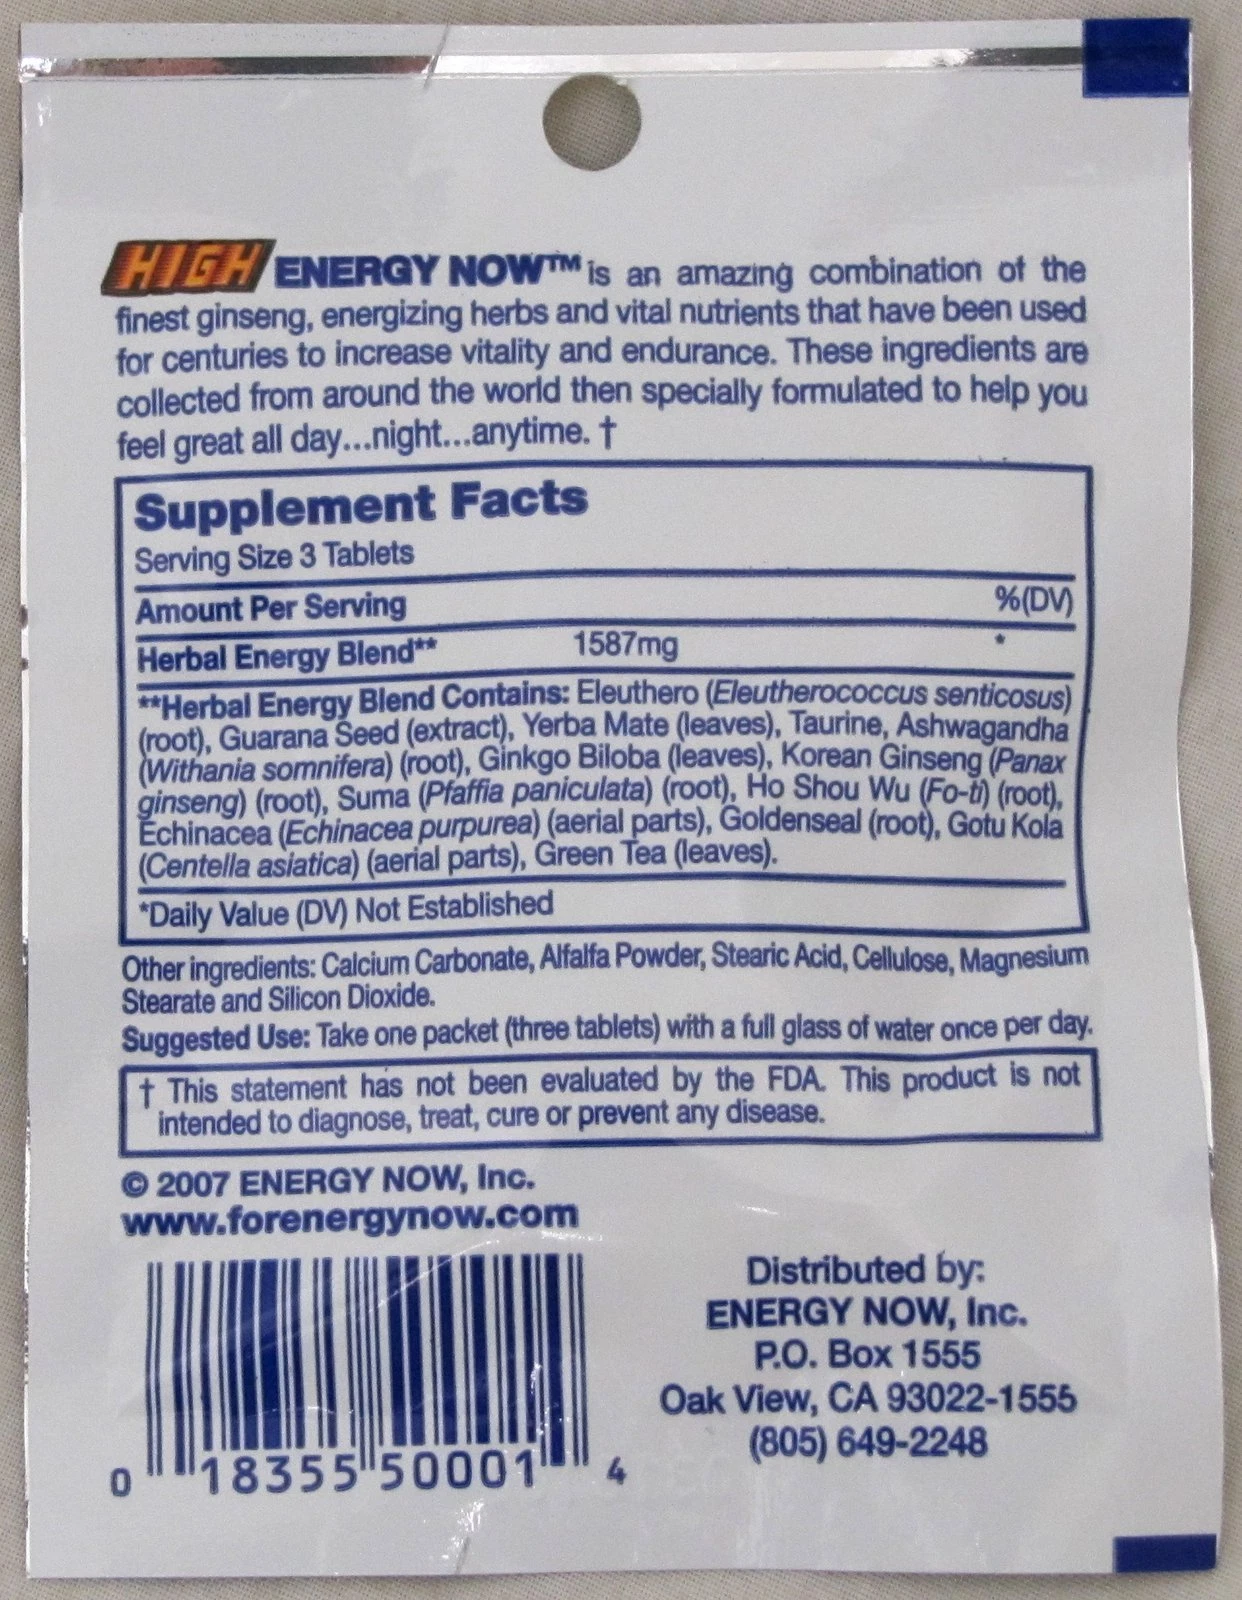 HIGH ENERGY NOW™ is an amazing combination of the
finest ginseng, energizing herbs and vital nutrients that have been used
for centuries to increase vitality and endurance. These ingredients are
collected from around the world then specially formulated to help you
feel great all day...night...anytime. †
Supplement Facts
Serving Size 3 Tablets
Amount Per Serving %(DV)
Herbal Energy Blend** 1587mg *
**Herbal Energy Blend Contains: Eleuthero (Eleutherococcus senticosus)
(root), Guarana Seed (extract), Yerba Mate (leaves), Taurine, Ashwagandha
(Withania somnifera) (root), Ginkgo Biloba (leaves), Korean Ginseng (Panax
ginseng) (root), Suma (Pfaffia paniculata) (root), Ho Shou Wu (Fo-ti) (root),
Echinacea (Echinacea purpurea) (aerial parts), Goldenseal (root), Gotu Kola
(Centella asiatica) (aerial parts), Green Tea (leaves).
*Daily Value (DV) Not Established
Other ingredients: Calcium Carbonate, Alfalfa Powder, Stearic Acid, Cellulose, Magnesium
Stearate and Silicon Dioxide.
Suggested Use: Take one packet (three tablets) with a full glass of water once per day.
† This statement has not been evaluated by the FDA. This product is not
intended to diagnose, treat, cure or prevent any disease.
© 2007 ENERGY NOW, Inc.
www.forenergynow.com
0 18355 50001 4
Distributed by:
ENERGY NOW, Inc.
P.O. Box 1555
Oak View, CA 93022-1555
(805) 649-2248